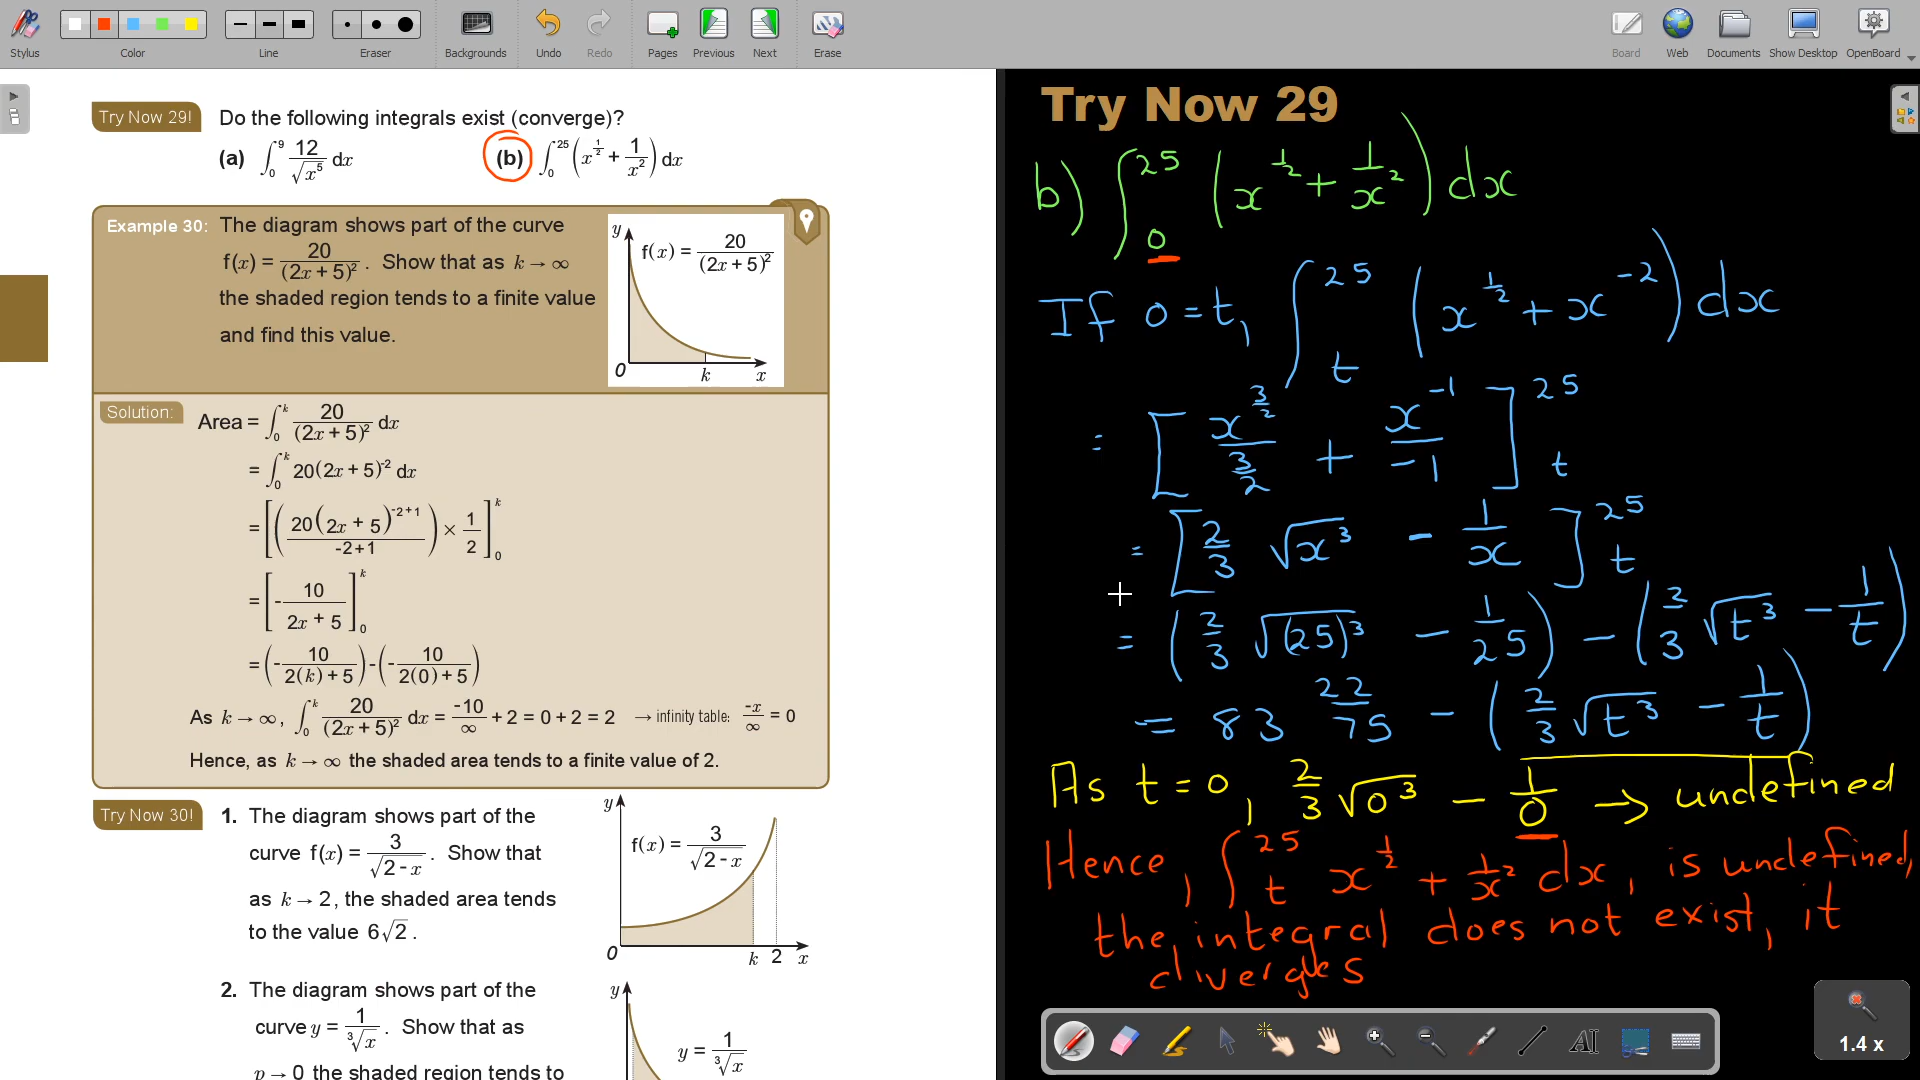 Stylus Color Line Eraser Backgrounds Undo Redo Pages Previous Next Erase Board Web Documents Show Desktop OpenBoard
Try Now 29! Do the following integrals exist (converge)?
(a) ∫₀⁹ 12/√x⁵ dx (b) ∫₀²⁵ (x^(1/2) + 1/x²) dx
Example 30: The diagram shows part of the curve
f(x) = 20/(2x + 5)². Show that as k → ∞
the shaded region tends to a finite value
and find this value.
y f(x) = 20/(2x + 5)²
0 k x
Solution:
Area = ∫₀ᵏ 20/(2x + 5)² dx
= ∫₀ᵏ 20(2x + 5)⁻² dx
= [(20(2x + 5)^(-2+1)/(-2+1)) × 1/2]₀ᵏ
= [-10/(2x + 5)]₀ᵏ
= (-10/(2(k) + 5)) - (-10/(2(0) + 5))
As k → ∞, ∫₀ᵏ 20/(2x + 5)² dx = -10/∞ + 2 = 0 + 2 = 2 → infinity table: -x/∞ = 0
Hence, as k → ∞ the shaded area tends to a finite value of 2.
Try Now 30! 1. The diagram shows part of the
curve f(x) = 3/√(2 - x). Show that
as k → 2, the shaded area tends
to the value 6√2.
y f(x) = 3/√(2 - x)
0 k 2 x
2. The diagram shows part of the
curve y = 1/∛x. Show that as
p → 0 the shaded region tends to
y y = 1/∛x
Try Now 29
b) ∫₀²⁵ (x^(1/2) + 1/x²) dx
If 0 = t, ∫ₜ²⁵ (x^(1/2) + x⁻²) dx
= [x^(3/2)/(3/2) + x⁻¹/-1]ₜ²⁵
= [2/3 √x³ - 1/x]ₜ²⁵
= (2/3 √(25)³ - 1/25) - (2/3 √t³ - 1/t)
= 83 22/75 - (2/3 √t³ - 1/t)
As t = 0, 2/3 √0³ - 1/0 → undefined
Hence, ∫ₜ²⁵ x^(1/2) + 1/x² dx, is undefined,
the, integral does not exist, it
diverges
1.4 x